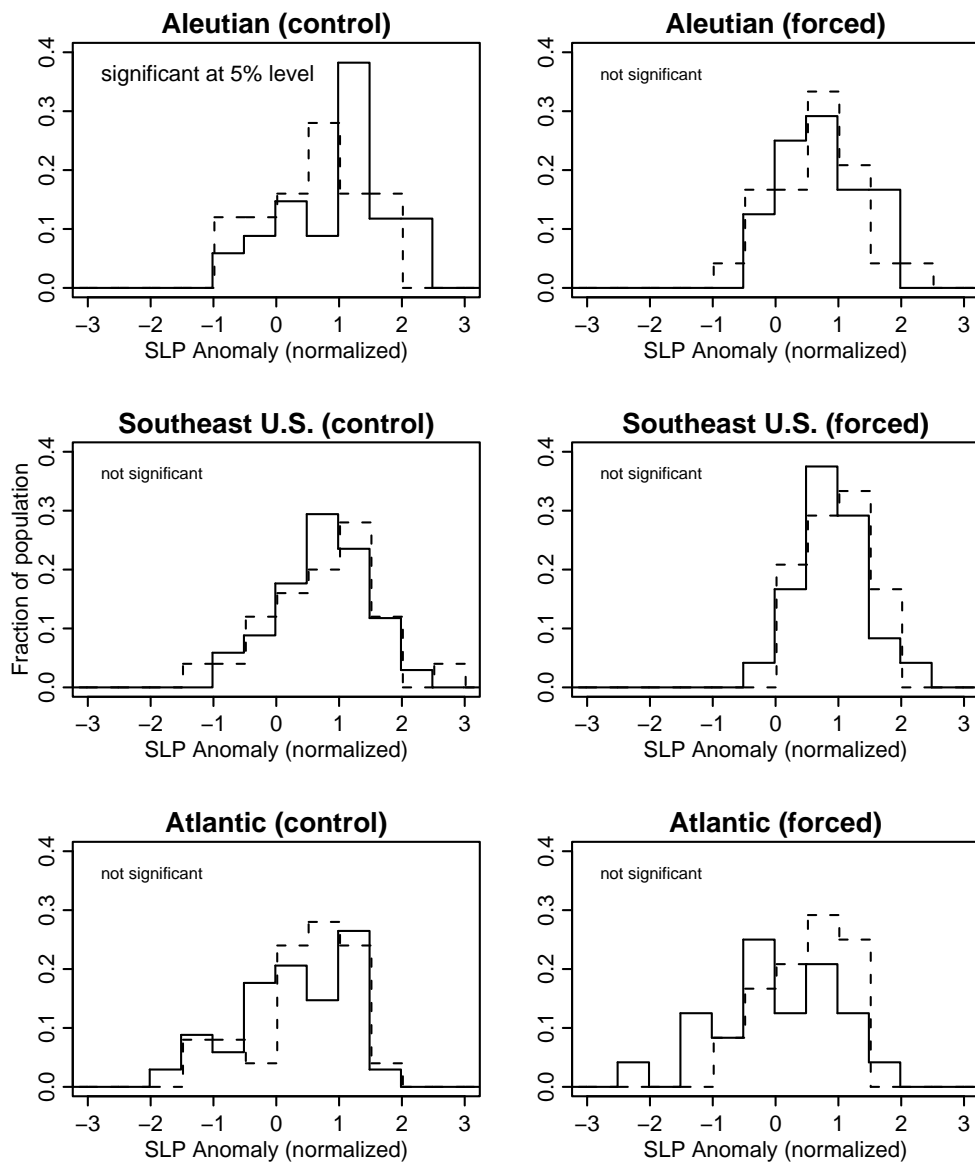 Aleutian (control)
significant at 5% level
0.0 0.1 0.2 0.3 0.4
−3 −2 −1 0 1 2 3
SLP Anomaly (normalized)
Aleutian (forced)
not significant
0.0 0.1 0.2 0.3 0.4
−3 −2 −1 0 1 2 3
SLP Anomaly (normalized)
Southeast U.S. (control)
not significant
Fraction of population
0.0 0.1 0.2 0.3 0.4
−3 −2 −1 0 1 2 3
SLP Anomaly (normalized)
Southeast U.S. (forced)
not significant
0.0 0.1 0.2 0.3 0.4
−3 −2 −1 0 1 2 3
SLP Anomaly (normalized)
Atlantic (control)
not significant
0.0 0.1 0.2 0.3 0.4
−3 −2 −1 0 1 2 3
SLP Anomaly (normalized)
Atlantic (forced)
not significant
0.0 0.1 0.2 0.3 0.4
−3 −2 −1 0 1 2 3
SLP Anomaly (normalized)